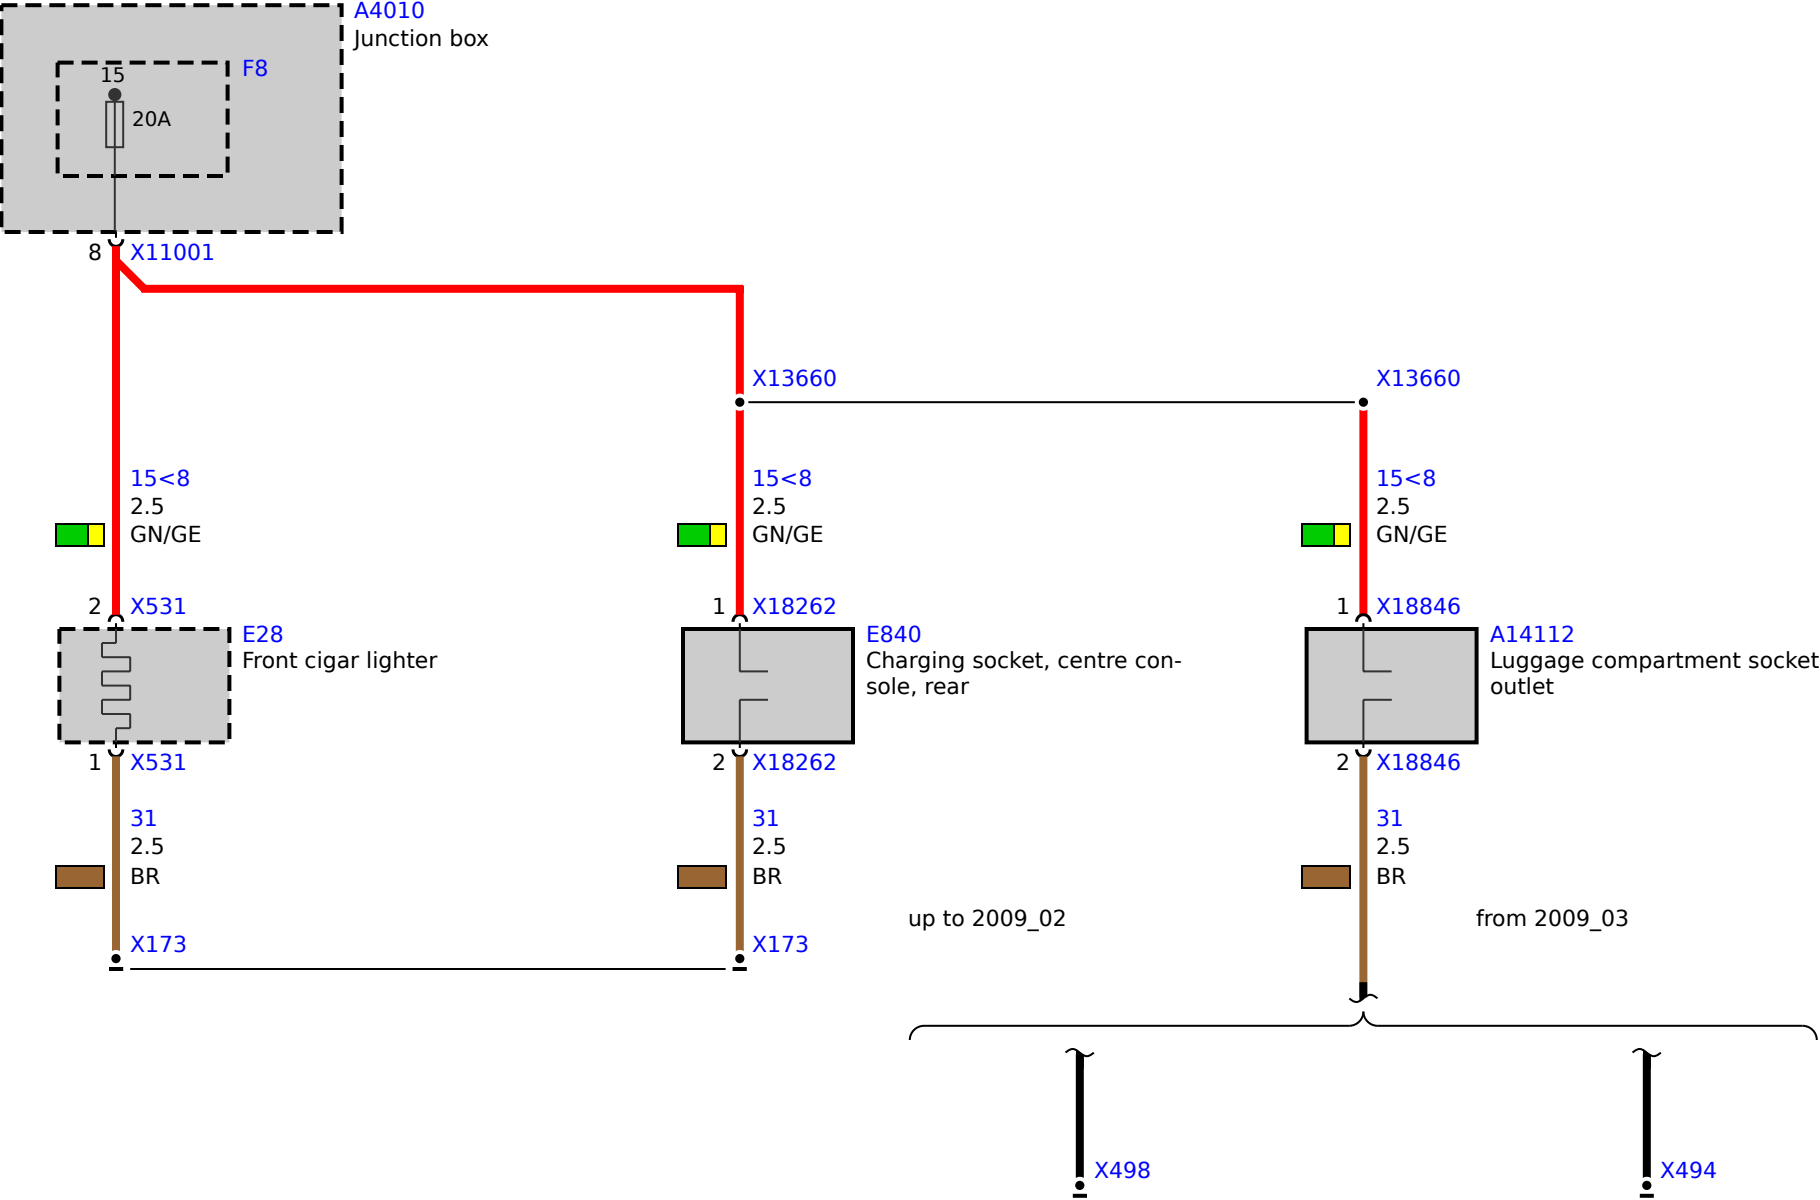 A4010
Junction box
F8
15
20A
8 X11001
X13660
X13660
15<8
2.5
GN/GE
15<8
2.5
GN/GE
15<8
2.5
GN/GE
2 X531
E28
Front cigar lighter
1 X531
1 X18262
E840
Charging socket, centre con-
sole, rear
2 X18262
1 X18846
A14112
Luggage compartment socket
outlet
2 X18846
31
2.5
BR
31
2.5
BR
31
2.5
BR
X173
X173
up to 2009_02
from 2009_03
X498
X494